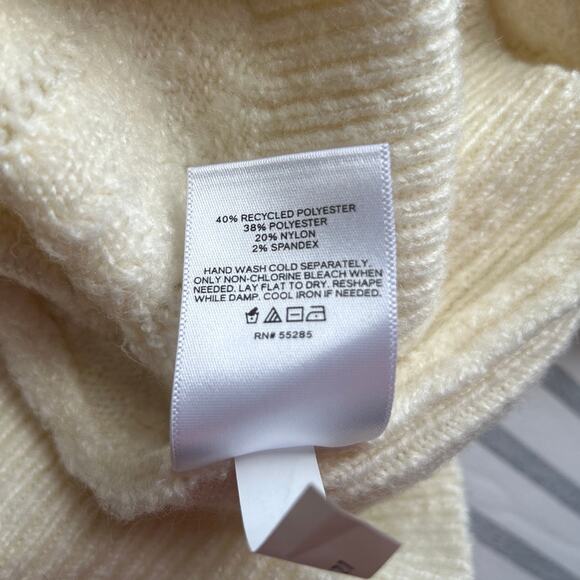 40% RECYCLED POLYESTER
38% POLYESTER
20% NYLON
2% SPANDEX
HAND WASH COLD SEPARATELY.
ONLY NON-CHLORINE BLEACH WHEN
NEEDED. LAY FLAT TO DRY. RESHAPE
WHILE DAMP. COOL IRON IF NEEDED.
RN# 55285